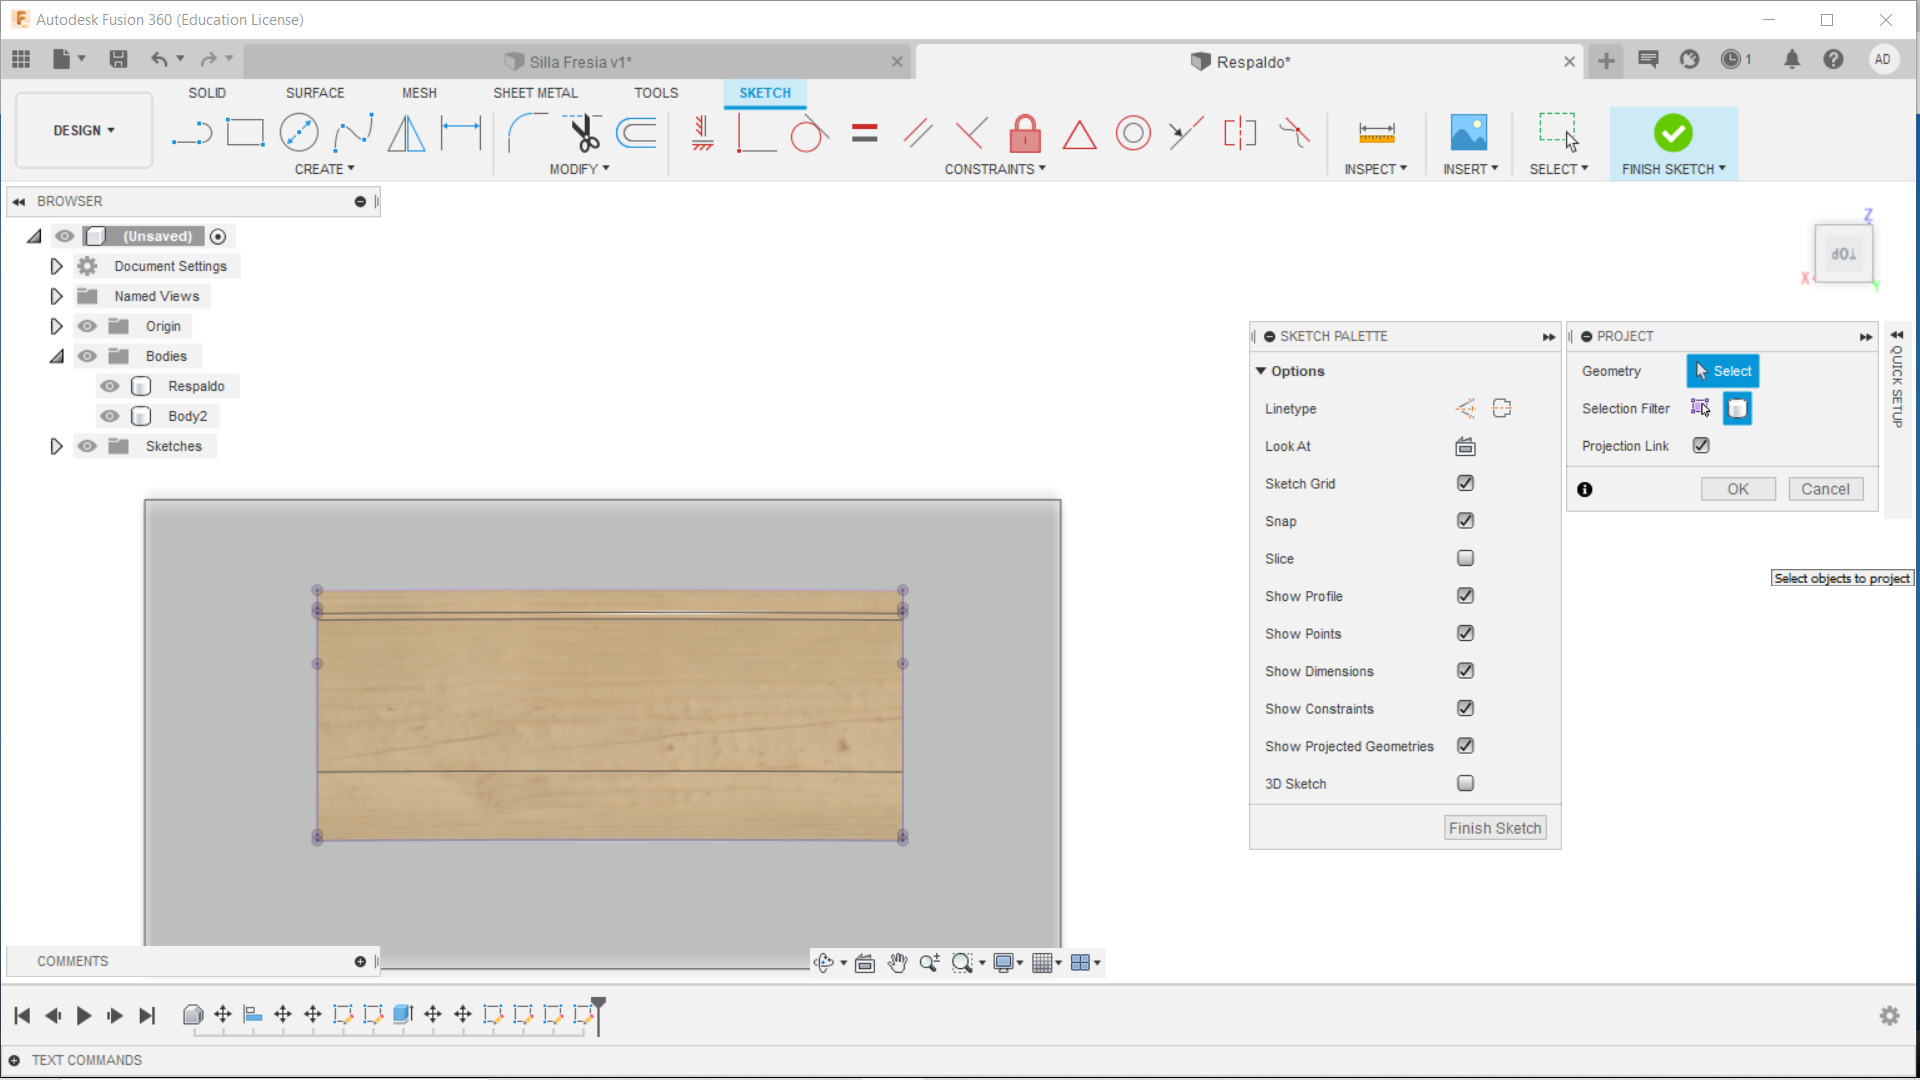 Autodesk Fusion 360 (Education License)
Silla Fresia v1*
Respaldo*
1
AD
SOLID SURFACE MESH SHEET METAL TOOLS SKETCH
DESIGN
CREATE MODIFY CONSTRAINTS INSPECT INSERT SELECT FINISH SKETCH
BROWSER
(Unsaved)
Document Settings
Named Views
Origin
Bodies
Respaldo
Body2
Sketches
Z
TOP
X
Y
SKETCH PALETTE
Options
Linetype
Look At
Sketch Grid
Snap
Slice
Show Profile
Show Points
Show Dimensions
Show Constraints
Show Projected Geometries
3D Sketch
Finish Sketch
PROJECT
Geometry Select
Selection Filter
Projection Link
OK Cancel
QUICK SETUP
Select objects to project
COMMENTS
TEXT COMMANDS